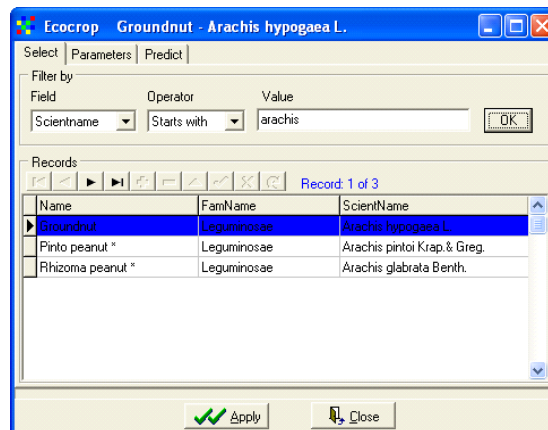 Ecocrop Groundnut - Arachis hypogaea L.
Select Parameters Predict
Filter by
Field Operator Value
Scientname Starts with arachis OK
Records
Record: 1 of 3
Name FamName ScientName
Groundnut Leguminosae Arachis hypogaea L.
Pinto peanut * Leguminosae Arachis pintoi Krap.& Greg.
Rhizoma peanut * Leguminosae Arachis glabrata Benth.
Apply Close